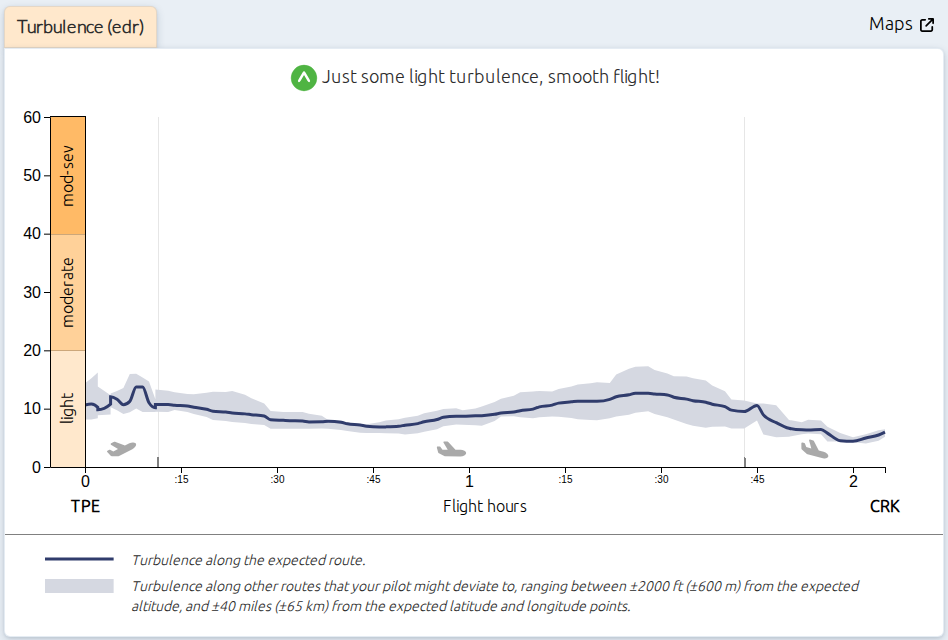 Turbulence (edr)
Maps
Just some light turbulence, smooth flight!
60
50
40
30
20
10
0
mod-sev
moderate
light
0 :15 :30 :45 1 :15 :30 :45 2
TPE Flight hours CRK
Turbulence along the expected route.
Turbulence along other routes that your pilot might deviate to, ranging between ±2000 ft (±600 m) from the expected
altitude, and ±40 miles (±65 km) from the expected latitude and longitude points.